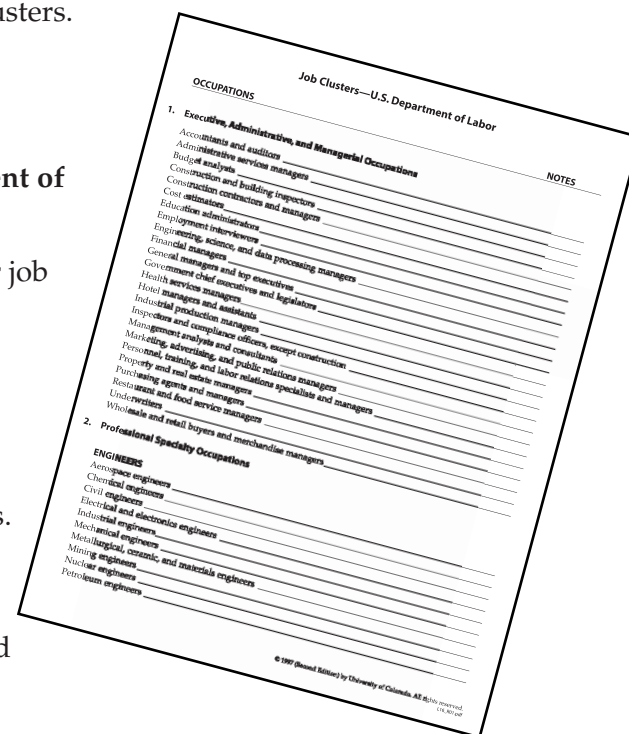 usters.
ent of
job
s.
d
Job Clusters—U.S. Department of Labor
OCCUPATIONS NOTES
1. Executive, Administrative, and Managerial Occupations
Accountants and auditors
Administrative services managers
Budget analysts
Construction and building inspectors
Construction contractors and managers
Cost estimators
Education administrators
Employment interviewers
Engineering, science, and data processing managers
Financial managers
General managers and top executives
Government chief executives and legislators
Health services managers
Hotel managers and assistants
Industrial production managers
Inspectors and compliance officers, except construction
Management analysts and consultants
Marketing, advertising, and public relations managers
Personnel, training, and labor relations specialists and managers
Property and real estate managers
Purchasing agents and managers
Restaurant and food service managers
Underwriters
Wholesale and retail buyers and merchandise managers
2. Professional Specialty Occupations
ENGINEERS
Aerospace engineers
Chemical engineers
Civil engineers
Electrical and electronics engineers
Industrial engineers
Mechanical engineers
Metallurgical, ceramic, and materials engineers
Mining engineers
Nuclear engineers
Petroleum engineers
© 1997 (Second Edition) by University of Colorado. All rights reserved.